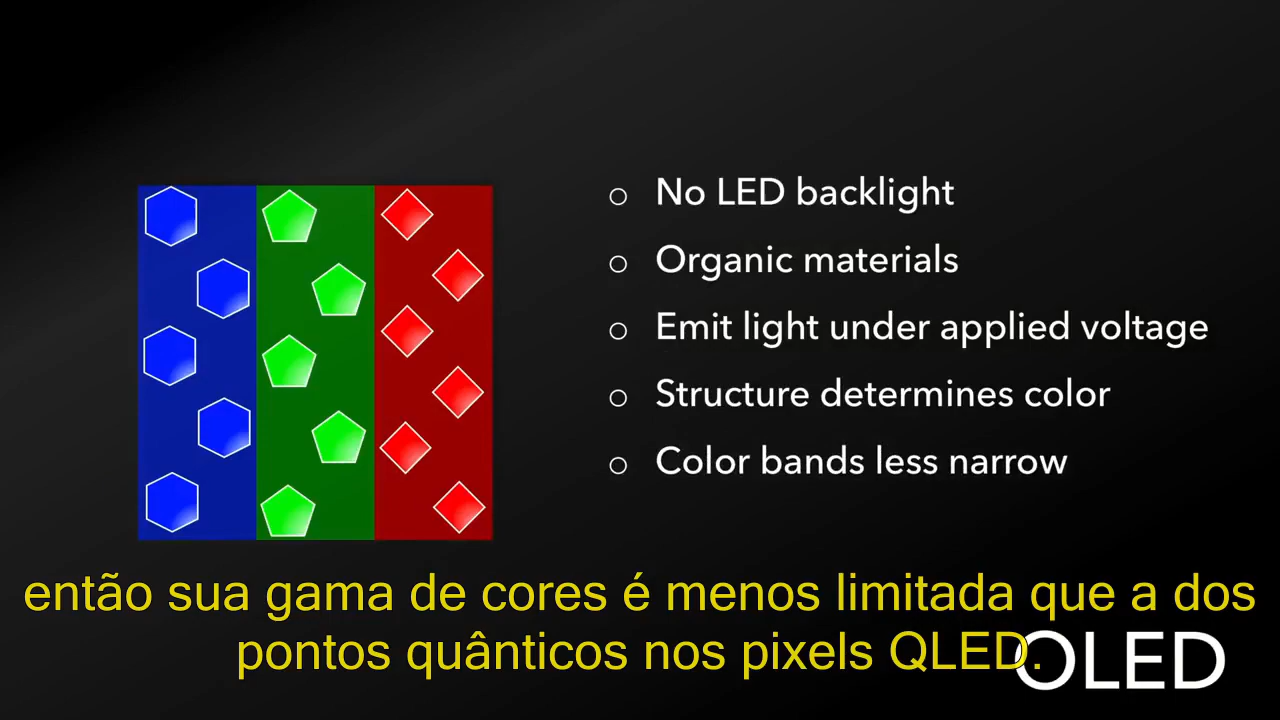 No LED backlight
Organic materials
Emit light under applied voltage
Structure determines color
Color bands less narrow
então sua gama de cores é menos limitada que a dos
pontos quânticos nos pixels QLED.
OLED